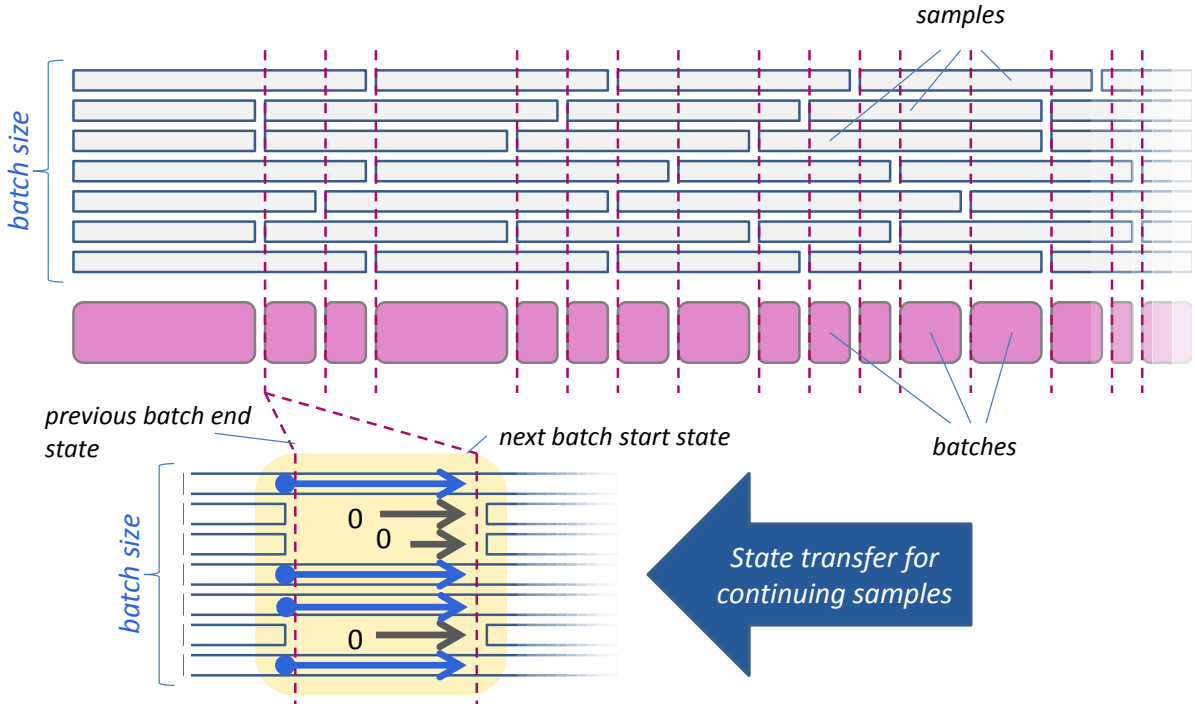 samples
batch size
previous batch end
state
next batch start state
batches
0
0
0
batch size
State transfer for
continuing samples